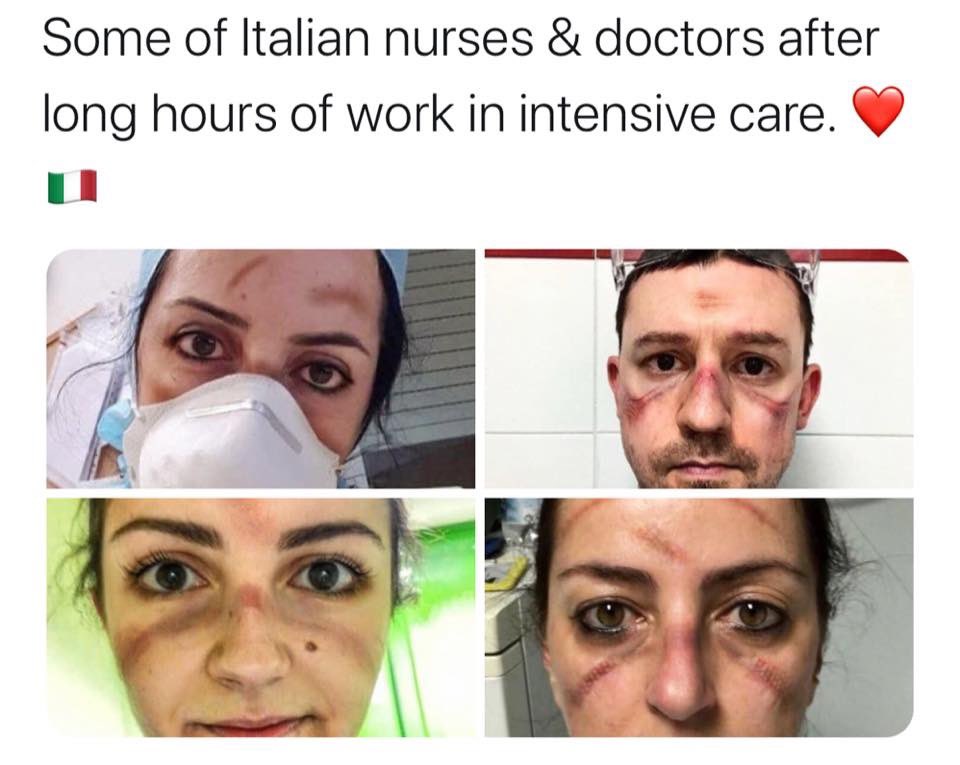 Some of Italian nurses & doctors after
long hours of work in intensive care. ❤️
🇮🇹